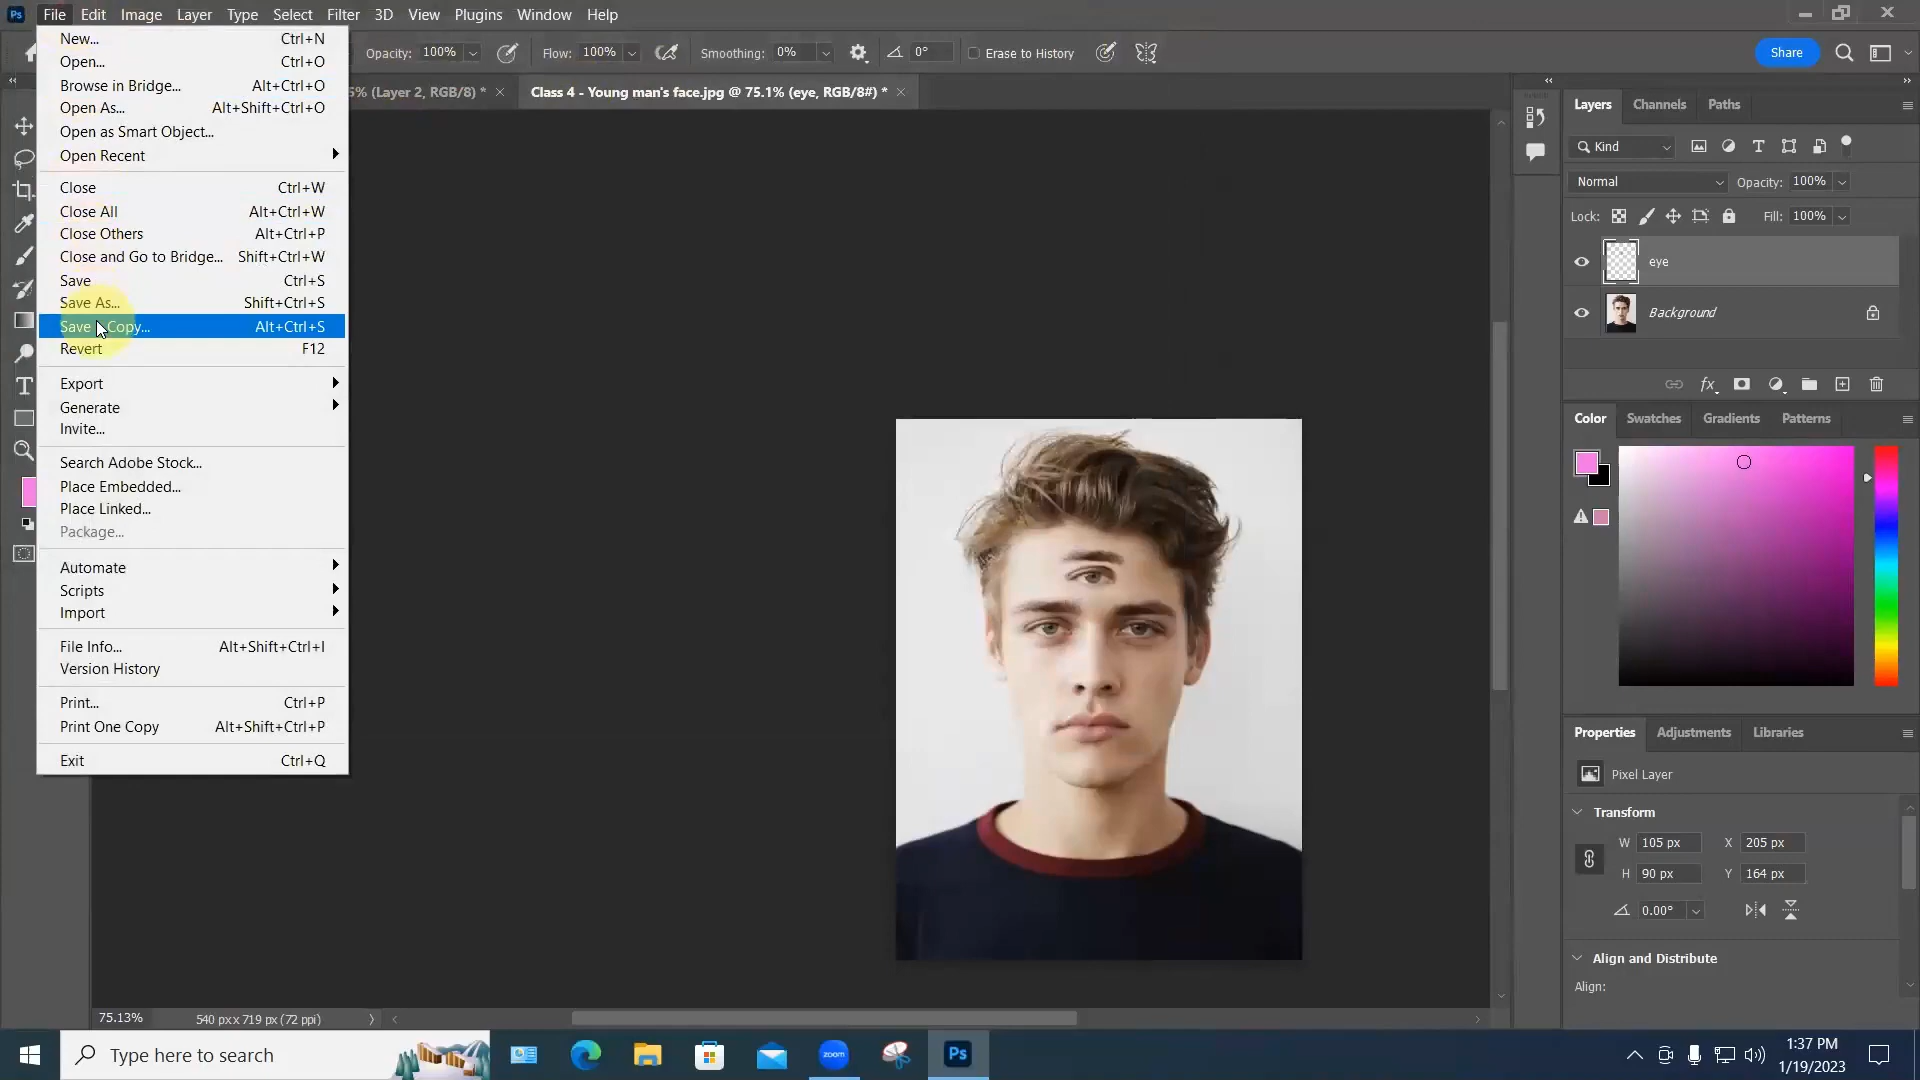 Ps File Edit Image Layer Type Select Filter 3D View Plugins Window Help
Opacity: 100% Flow: 100% Smoothing: 0% 0° Erase to History Share
5% (Layer 2, RGB/8) * Class 4 - Young man's face.jpg @ 75.1% (eye, RGB/8#) *
New... Ctrl+N
Open... Ctrl+O
Browse in Bridge... Alt+Ctrl+O
Open As... Alt+Shift+Ctrl+O
Open as Smart Object...
Open Recent
Close Ctrl+W
Close All Alt+Ctrl+W
Close Others Alt+Ctrl+P
Close and Go to Bridge... Shift+Ctrl+W
Save Ctrl+S
Save As... Shift+Ctrl+S
Save Copy... Alt+Ctrl+S
Revert F12
Export
Generate
Invite...
Search Adobe Stock...
Place Embedded...
Place Linked...
Package...
Automate
Scripts
Import
File Info... Alt+Shift+Ctrl+I
Version History
Print... Ctrl+P
Print One Copy Alt+Shift+Ctrl+P
Exit Ctrl+Q
Layers Channels Paths
Kind
Normal Opacity: 100%
Lock: Fill: 100%
eye
Background
fx
Color Swatches Gradients Patterns
Properties Adjustments Libraries
Pixel Layer
Transform
W 105 px X 205 px
H 90 px Y 164 px
0.00°
Align and Distribute
Align:
75.13% 540 px x 719 px (72 ppi)
Type here to search
zoom
Ps
1:37 PM
1/19/2023